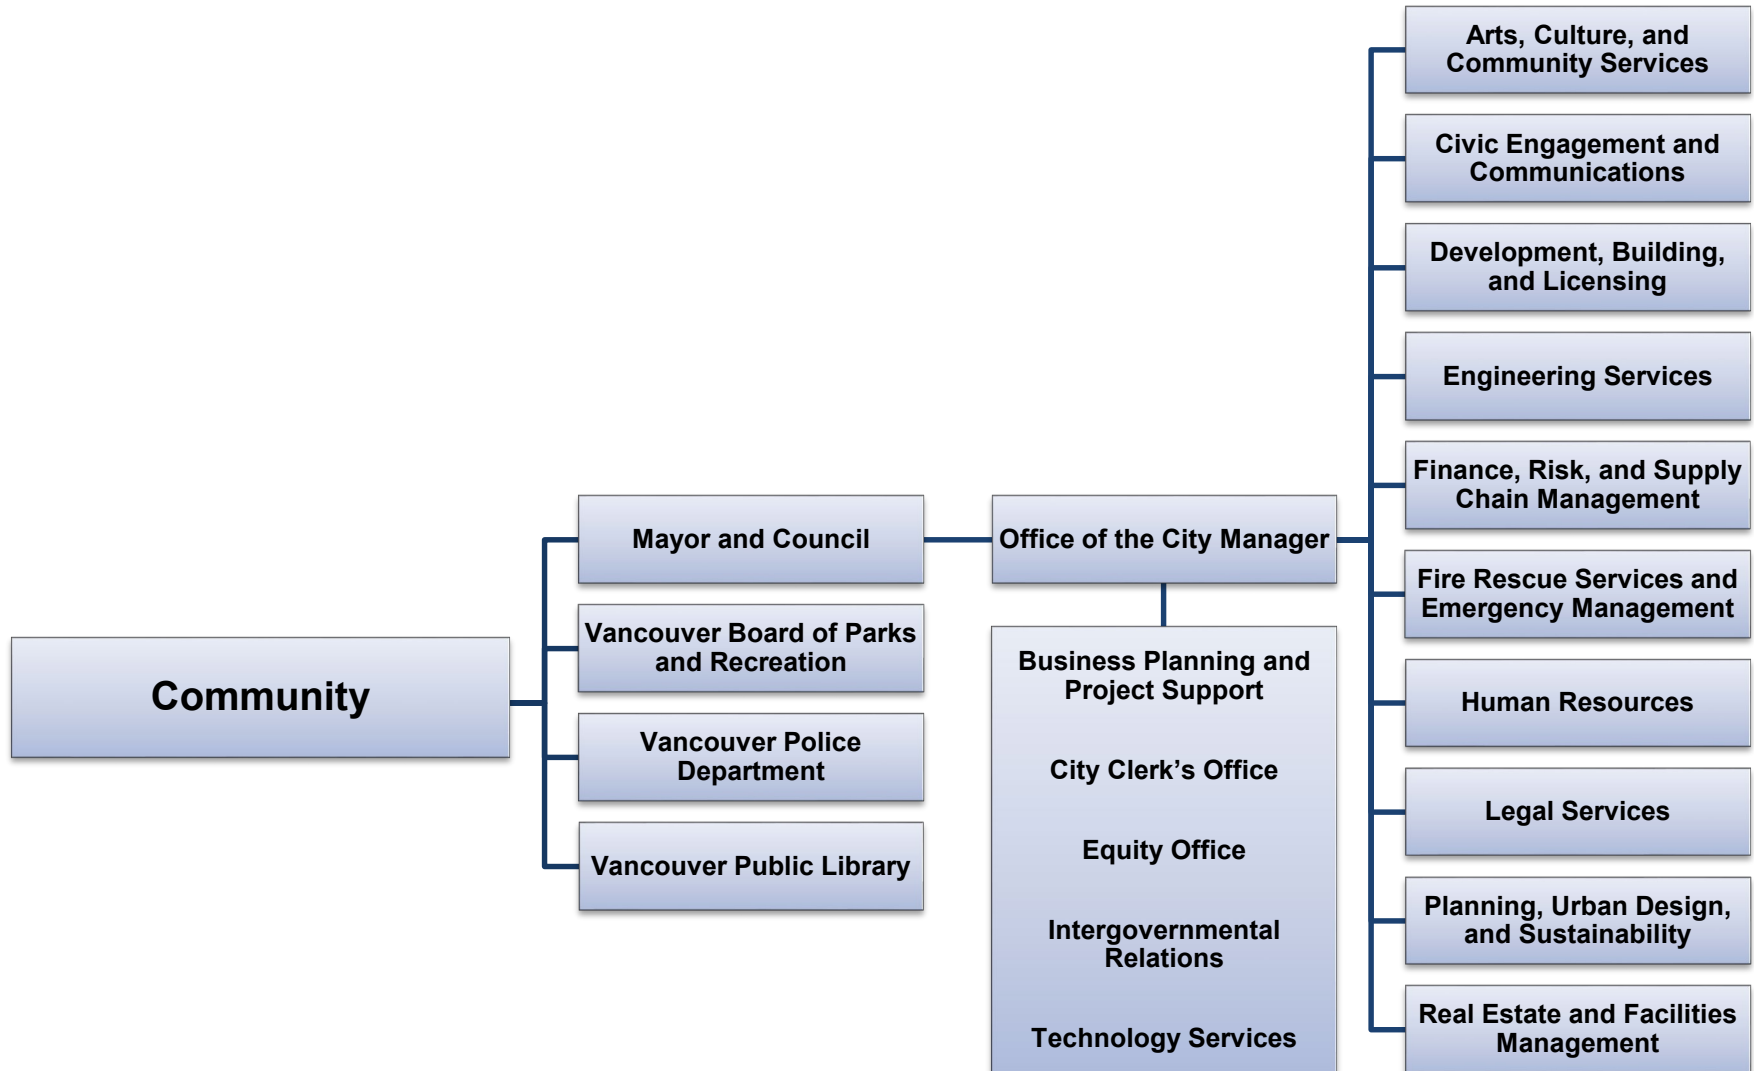 Community
Mayor and Council
Vancouver Board of Parks
and Recreation
Vancouver Police
Department
Vancouver Public Library
Office of the City Manager
Business Planning and
Project Support
City Clerk’s Office
Equity Office
Intergovernmental
Relations
Technology Services
Arts, Culture, and
Community Services
Civic Engagement and
Communications
Development, Building,
and Licensing
Engineering Services
Finance, Risk, and Supply
Chain Management
Fire Rescue Services and
Emergency Management
Human Resources
Legal Services
Planning, Urban Design,
and Sustainability
Real Estate and Facilities
Management